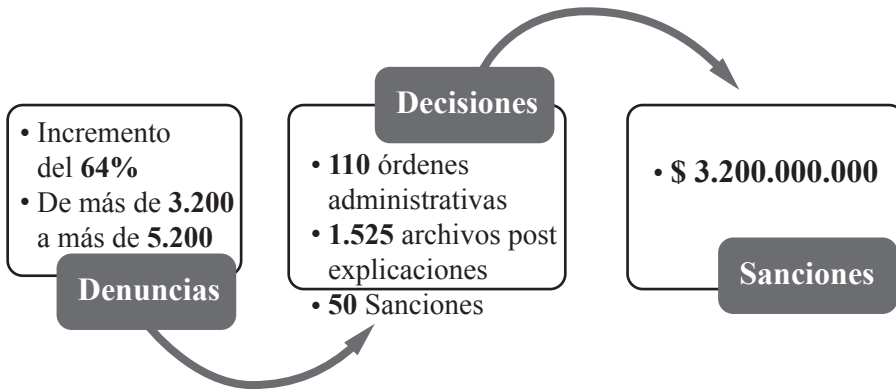 • Incremento
del 64%
• De más de 3.200
a más de 5.200
Denuncias
Decisiones
• 110 órdenes
administrativas
• 1.525 archivos post
explicaciones
• 50 Sanciones
• $ 3.200.000.000
Sanciones